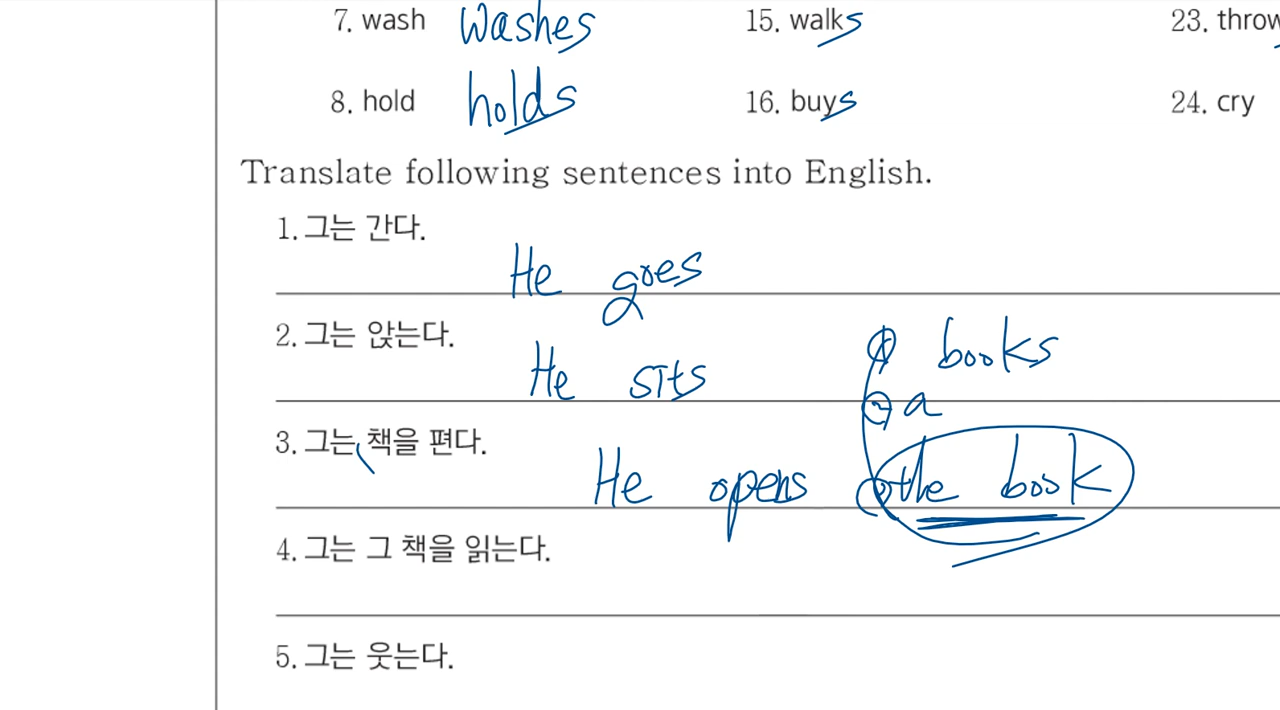 7. wash washes 15. walks 23. throw
8. hold holds 16. buys 24. cry
Translate following sentences into English.
1. 그는 간다.
He goes
2. 그는 앉는다.
books
He sits
a
3. 그는 책을 편다.
He opens the book
4. 그는 그 책을 읽는다.
5. 그는 웃는다.